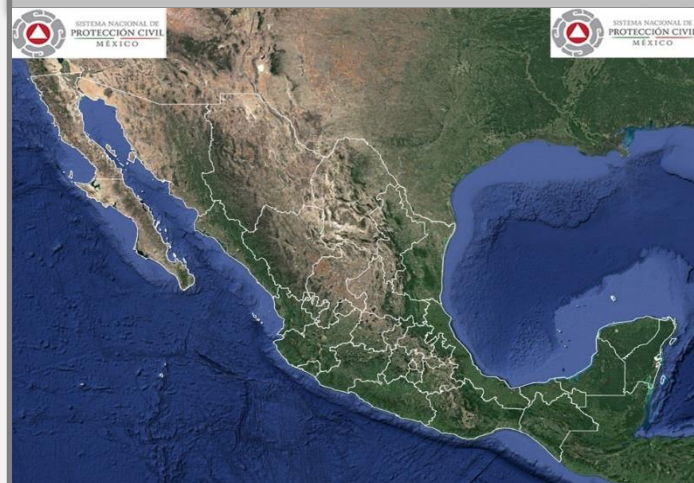 SISTEMA NACIONAL DE
PROTECCIÓN CIVIL
MÉXICO
SISTEMA NACIONAL DE
PROTECCIÓN CIVIL
MÉXICO